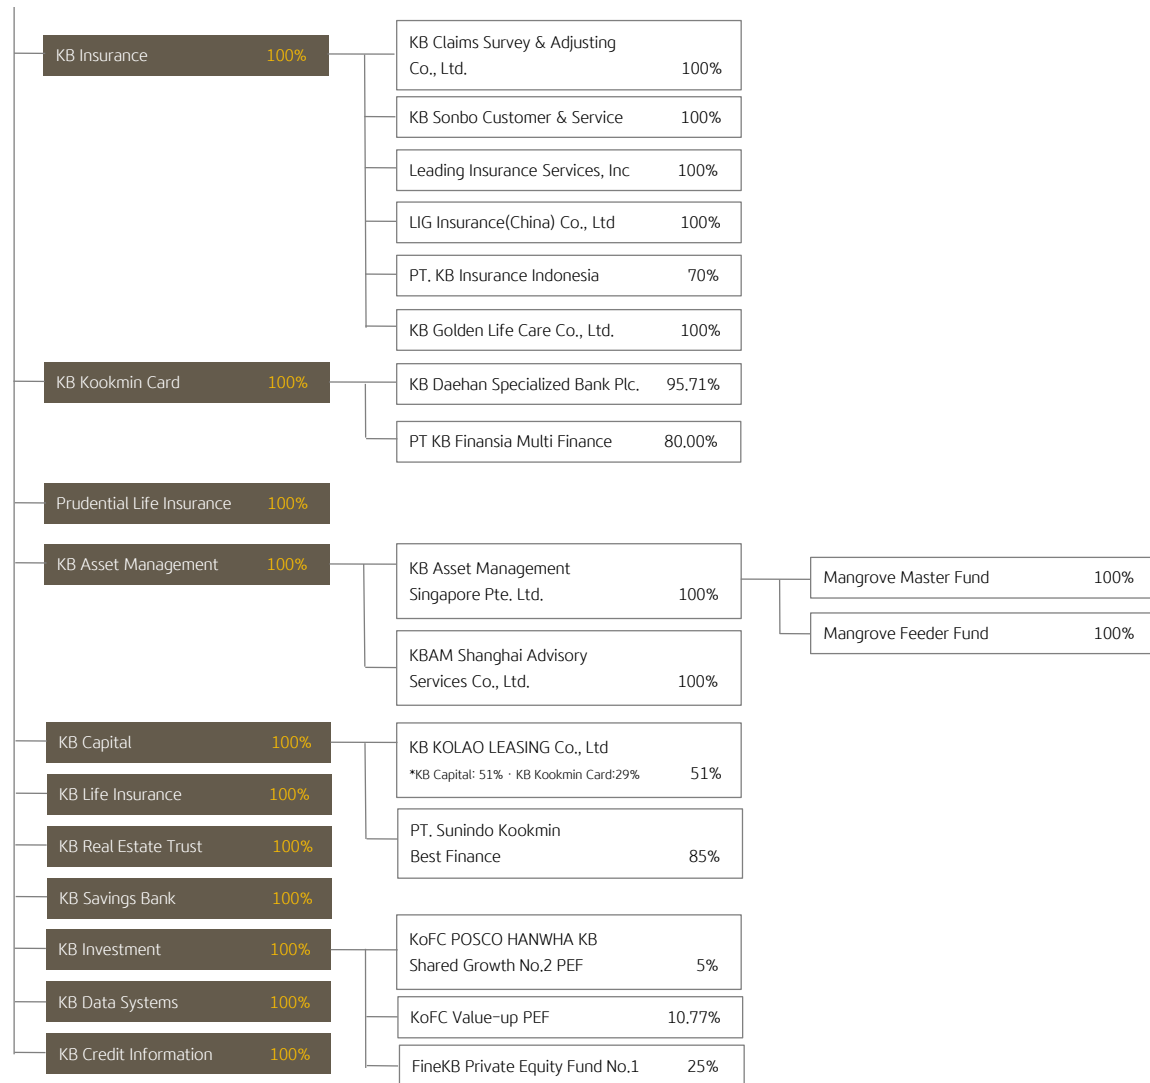 KB Insurance 100%
KB Claims Survey & Adjusting
Co., Ltd. 100%
KB Sonbo Customer & Service 100%
Leading Insurance Services, Inc 100%
LIG Insurance(China) Co., Ltd 100%
PT. KB Insurance Indonesia 70%
KB Golden Life Care Co., Ltd. 100%
KB Kookmin Card 100%
KB Daehan Specialized Bank Plc. 95.71%
PT KB Finansia Multi Finance 80.00%
Prudential Life Insurance 100%
KB Asset Management 100%
KB Asset Management
Singapore Pte. Ltd. 100%
Mangrove Master Fund 100%
Mangrove Feeder Fund 100%
KBAM Shanghai Advisory
Services Co., Ltd. 100%
KB Capital 100%
KB KOLAO LEASING Co., Ltd
*KB Capital: 51% · KB Kookmin Card:29% 51%
PT. Sunindo Kookmin
Best Finance 85%
KB Life Insurance 100%
KB Real Estate Trust 100%
KB Savings Bank 100%
KB Investment 100%
KoFC POSCO HANWHA KB
Shared Growth No.2 PEF 5%
KoFC Value-up PEF 10.77%
FineKB Private Equity Fund No.1 25%
KB Data Systems 100%
KB Credit Information 100%